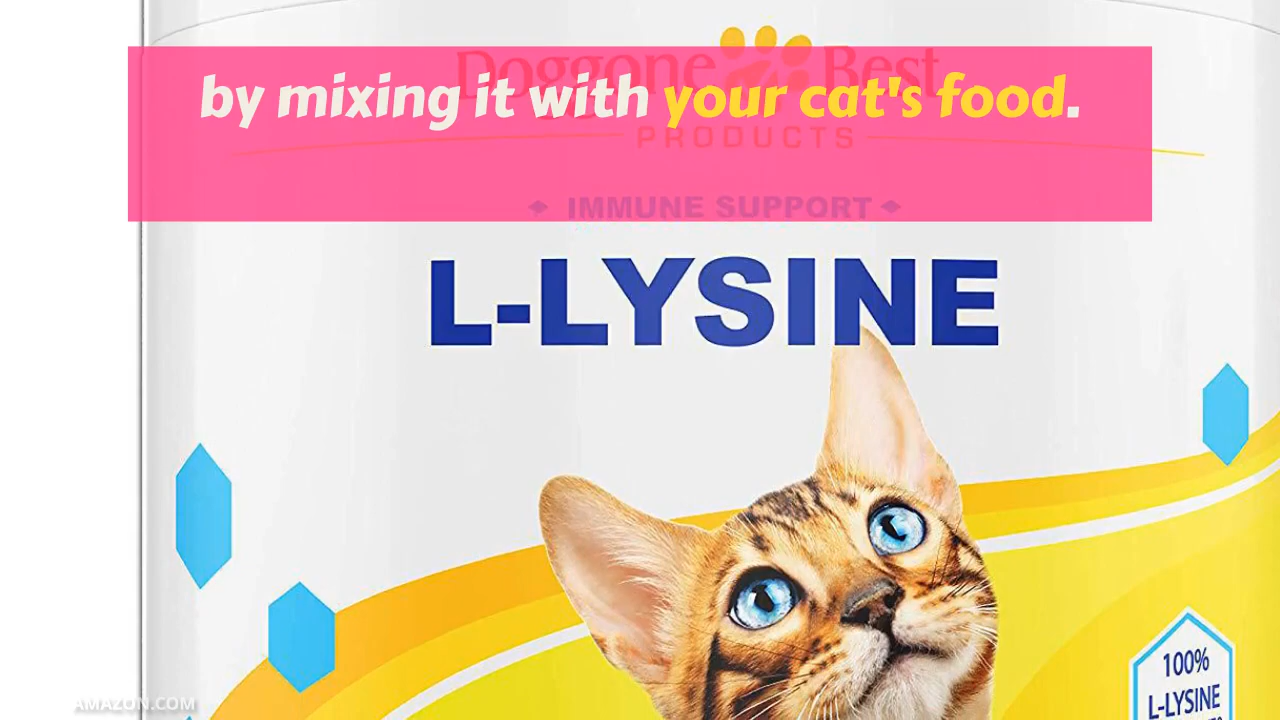 Doggone Best
by mixing it with your cat's food.
PRODUCTS
IMMUNE SUPPORT
L-LYSINE
100%
L-LYSINE
AMAZON.COM